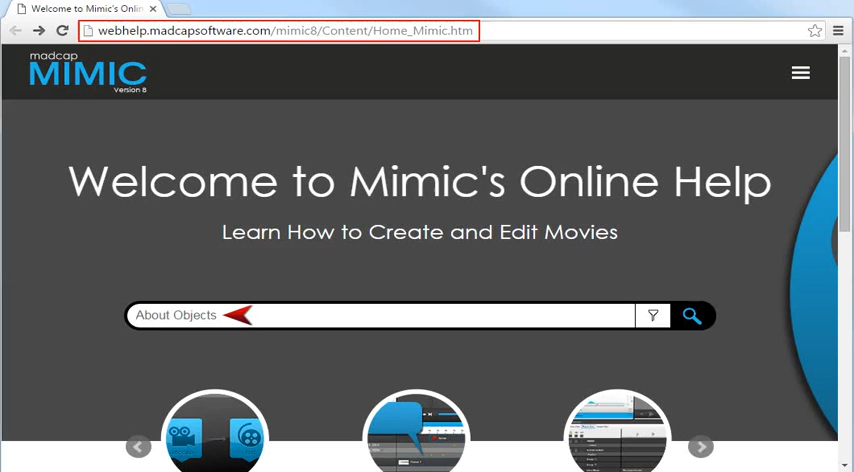 Welcome to Mimic's Onlin
webhelp.madcapsoftware.com/mimic8/Content/Home_Mimic.htm
madcap
MIMIC
Version 8
Welcome to Mimic's Online Help
Learn How to Create and Edit Movies
About Objects